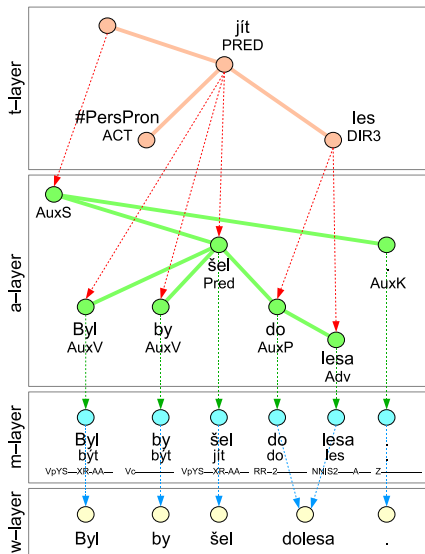 t-layer
jít
PRED
#PersPron
ACT
les
DIR3
a-layer
AuxS
šel
Pred
.
AuxK
Byl
AuxV
by
AuxV
do
AuxP
lesa
Adv
m-layer
Byl by šel do lesa .
být být jít do les .
VpYS—XR-AA— Vc——— VpYS—XR-AA— RR-2——— NNIS2——A— Z———
w-layer
Byl by šel dolesa .